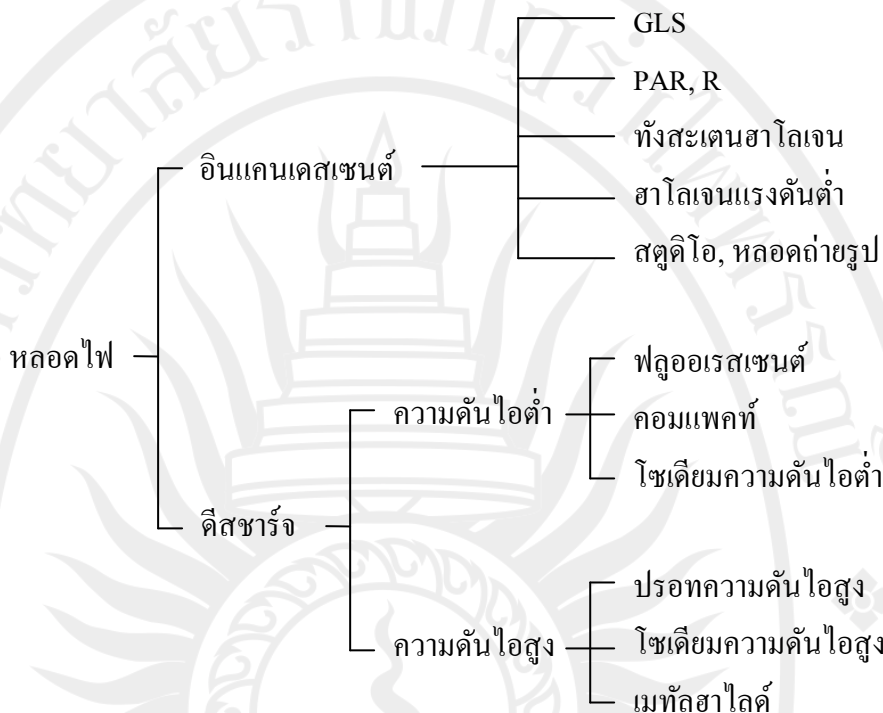 GLS
PAR, R
ทังสะเตนฮาโลเจน
อินแคนเดสเซนต์
ฮาโลเจนแรงดันต่ำ
สตูดิโอ, หลอดถ่ายรูป
หลอดไฟ
ฟลูออเรสเซนต์
ความดันไอต่ำ
คอมแพคท์
โซเดียมความดันไอต่ำ
ดีสชาร์จ
ปรอทความดันไอสูง
ความดันไอสูง
โซเดียมความดันไอสูง
เมทัลฮาไลด์